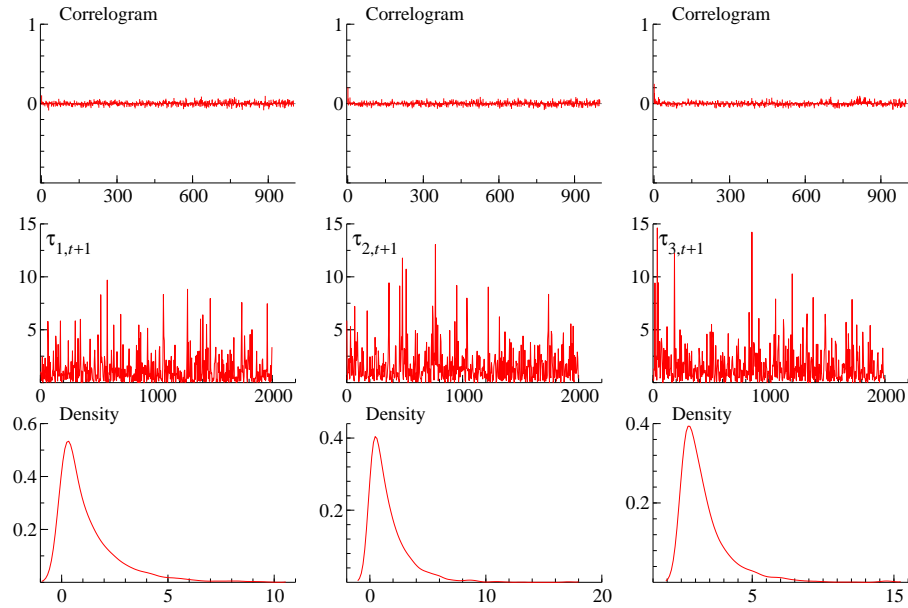 Correlogram Correlogram Correlogram
1 1 1
0 0 0
0 300 600 900 0 300 600 900 0 300 600 900
15 τ1,t+1 15 τ2,t+1 15 τ3,t+1
10 10 10
5 5 5
0 1000 2000 0 1000 2000 0 1000 2000
0.6 Density Density Density
0.4 0.4 0.4
0.2 0.2 0.2
0 5 10 0 10 20 5 15